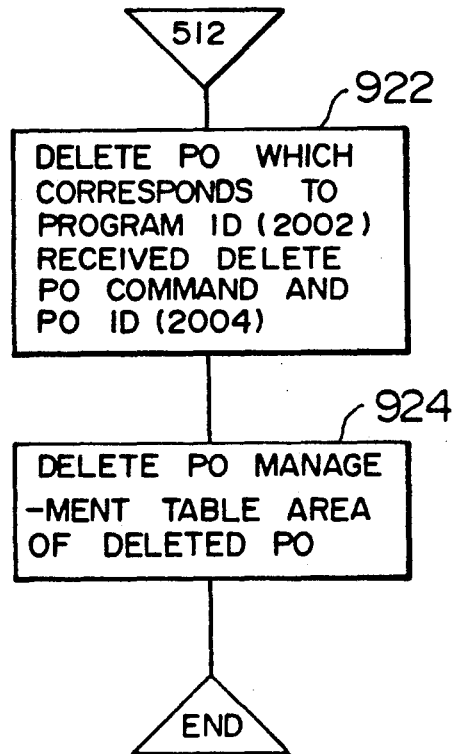 512
922
DELETE PO WHICH
CORRESPONDS TO
PROGRAM ID (2002)
RECEIVED DELETE
PO COMMAND AND
PO ID (2004)
924
DELETE PO MANAGE
-MENT TABLE AREA
OF DELETED PO
END